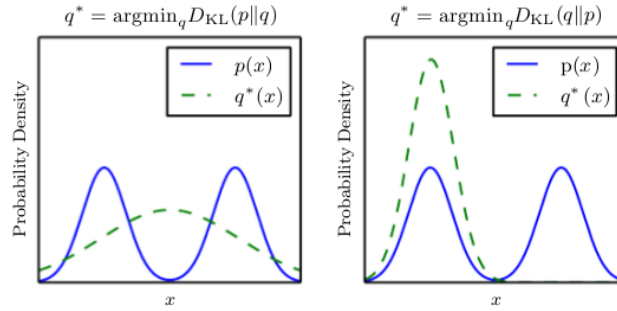 q* = argmin_q D_KL(p‖q)
p(x)
q*(x)
Probability Density
x
q* = argmin_q D_KL(q‖p)
p(x)
q*(x)
Probability Density
x